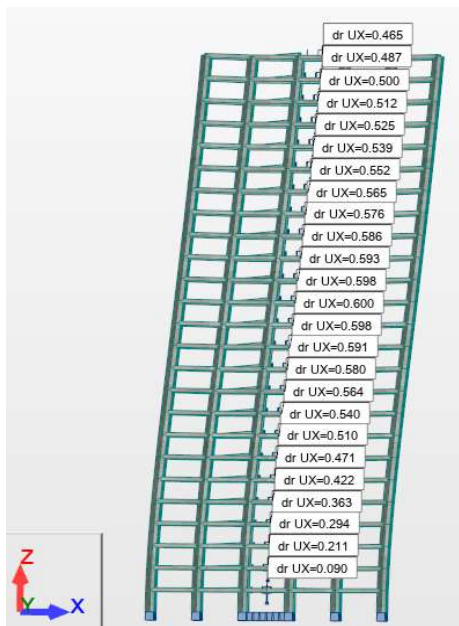 dr UX=0.465
dr UX=0.487
dr UX=0.500
dr UX=0.512
dr UX=0.525
dr UX=0.539
dr UX=0.552
dr UX=0.565
dr UX=0.576
dr UX=0.586
dr UX=0.593
dr UX=0.598
dr UX=0.600
dr UX=0.598
dr UX=0.591
dr UX=0.580
dr UX=0.564
dr UX=0.540
dr UX=0.510
dr UX=0.471
dr UX=0.422
dr UX=0.363
dr UX=0.294
dr UX=0.211
dr UX=0.090
Z
Y
X